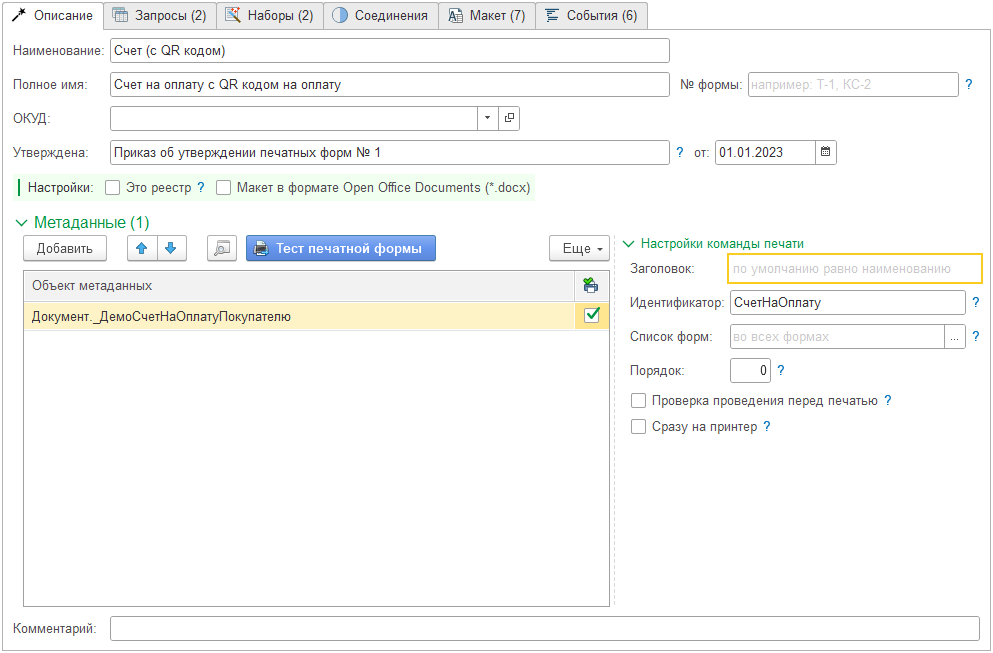 Описание Запросы (2) Наборы (2) Соединения Макет (7) События (6)
Наименование: Счет (с QR кодом)
Полное имя: Счет на оплату с QR кодом на оплату № формы: например: Т-1, КС-2 ?
ОКУД:
Утверждена: Приказ об утверждении печатных форм № 1 ? от: 01.01.2023
Настройки: Это реестр ? Макет в формате Open Office Documents (*.docx)
Метаданные (1)
Добавить Тест печатной формы Еще
Объект метаданных
Документ._ДемоСчетНаОплатуПокупателю
Настройки команды печати
Заголовок: по умолчанию равно наименованию
Идентификатор: СчетНаОплату ?
Список форм: во всех формах ... ?
Порядок: 0 ?
Проверка проведения перед печатью ?
Сразу на принтер ?
Комментарий: